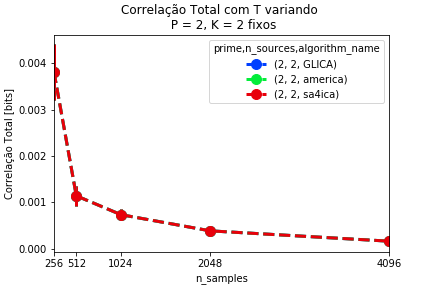 Correlação Total com T variando
P = 2, K = 2 fixos
prime,n_sources,algorithm_name
(2, 2, GLICA)
(2, 2, america)
(2, 2, sa4ica)
Correlação Total [bits]
0.004
0.003
0.002
0.001
0.000
256 512 1024 2048 4096
n_samples